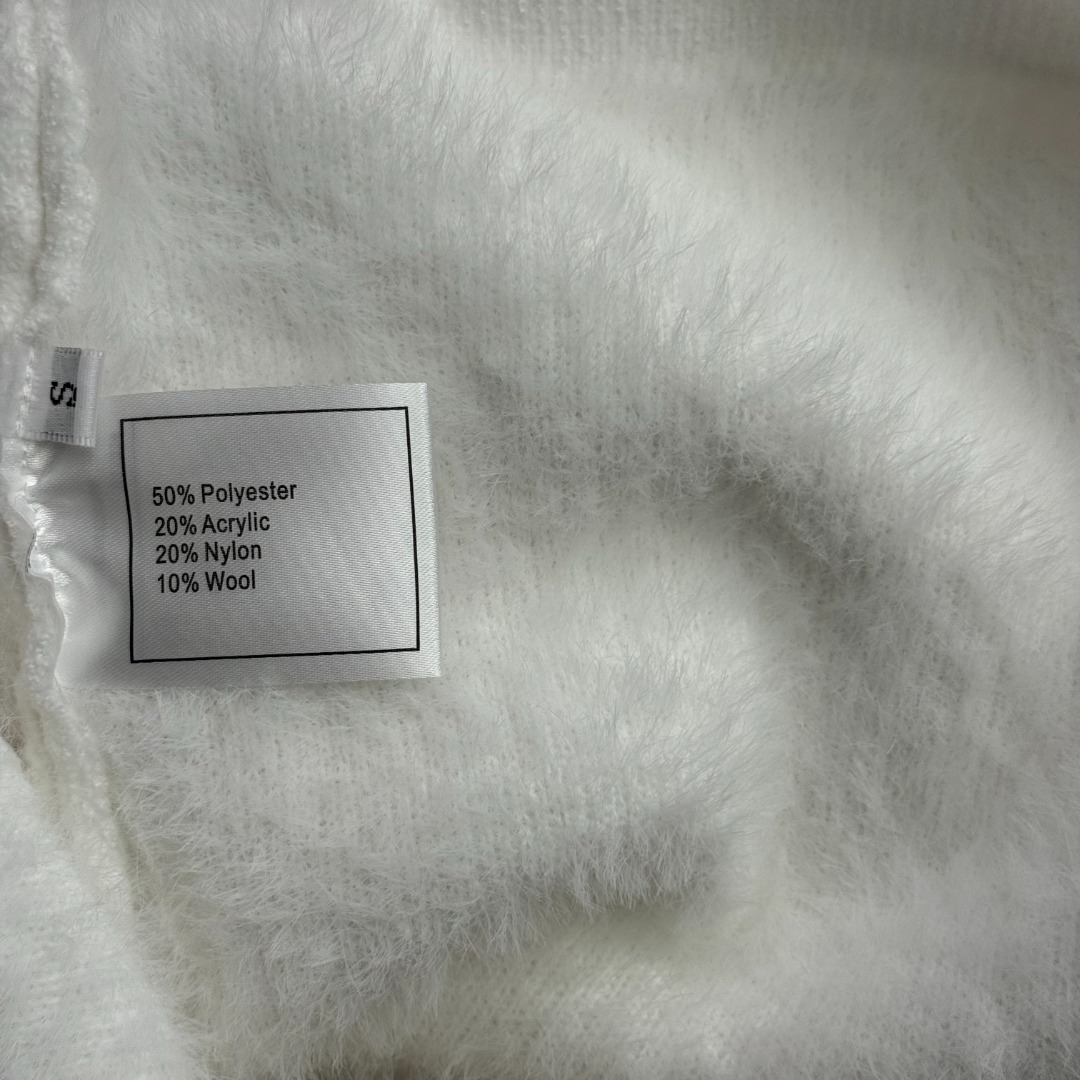 S
50% Polyester
20% Acrylic
20% Nylon
10% Wool